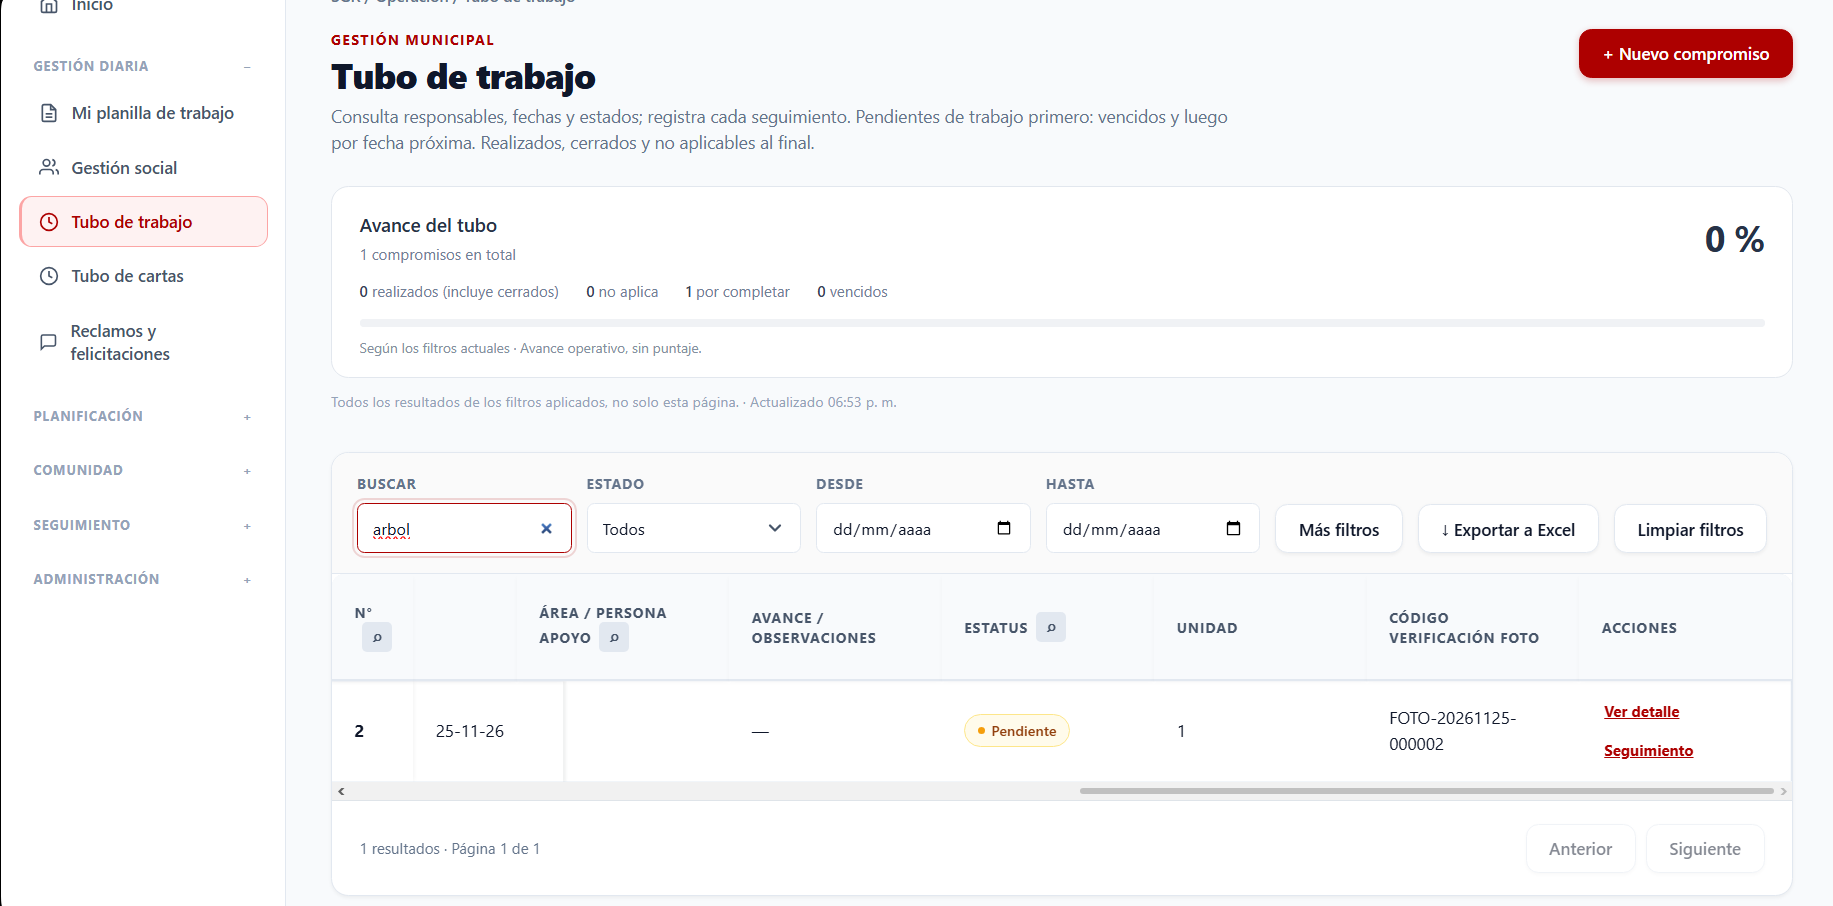 Inicio
GESTIÓN DIARIA –
Mi planilla de trabajo
Gestión social
Tubo de trabajo
Tubo de cartas
Reclamos y
felicitaciones
PLANIFICACIÓN +
COMUNIDAD +
SEGUIMIENTO +
ADMINISTRACIÓN +
SGR / Operación / Tubo de trabajo
GESTIÓN MUNICIPAL
Tubo de trabajo
+ Nuevo compromiso
Consulta responsables, fechas y estados; registra cada seguimiento. Pendientes de trabajo primero: vencidos y luego
por fecha próxima. Realizados, cerrados y no aplicables al final.
Avance del tubo
0 %
1 compromisos en total
0 realizados (incluye cerrados) 0 no aplica 1 por completar 0 vencidos
Según los filtros actuales · Avance operativo, sin puntaje.
Todos los resultados de los filtros aplicados, no solo esta página. · Actualizado 06:53 p. m.
BUSCAR ESTADO DESDE HASTA
arbol Todos dd/mm/aaaa dd/mm/aaaa Más filtros ↓ Exportar a Excel Limpiar filtros
N° ÁREA / PERSONA APOYO AVANCE / OBSERVACIONES ESTATUS UNIDAD CÓDIGO VERIFICACIÓN FOTO ACCIONES
2 25-11-26 — Pendiente 1 FOTO-20261125-000002 Ver detalle
Seguimiento
1 resultados · Página 1 de 1
Anterior Siguiente